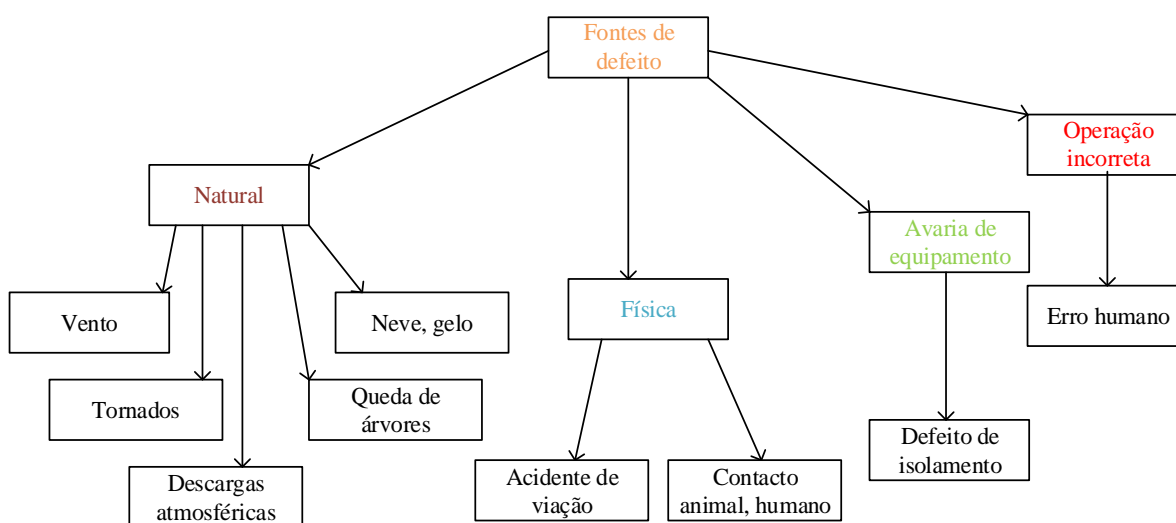 Fontes de
defeito
Operação
incorreta
Natural
Avaria de
equipamento
Física
Vento
Neve, gelo
Erro humano
Tornados
Queda de
árvores
Defeito de
isolamento
Descargas
atmosféricas
Acidente de
viação
Contacto
animal, humano